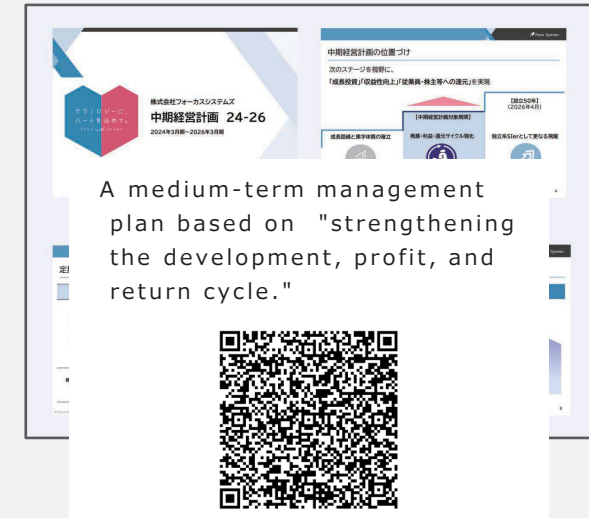 Focus Systems
テクノロジーに、
ハートをこめて。
株式会社フォーカスシステムズ
中期経営計画 24-26
2024年3月期~2026年3月期
中期経営計画の位置づけ
次のステージを視野に、
「成長投資」「収益性向上」「従業員・株主等への還元」を実現
【設立50年】
(2026年4月)
【中期経営計画対象期間】
成長路線と黒字体質の確立
発展・利益・還元サイクル強化
独立系SIerとして更なる飛躍
A medium-term management
plan based on "strengthening
the development, profit, and
return cycle."